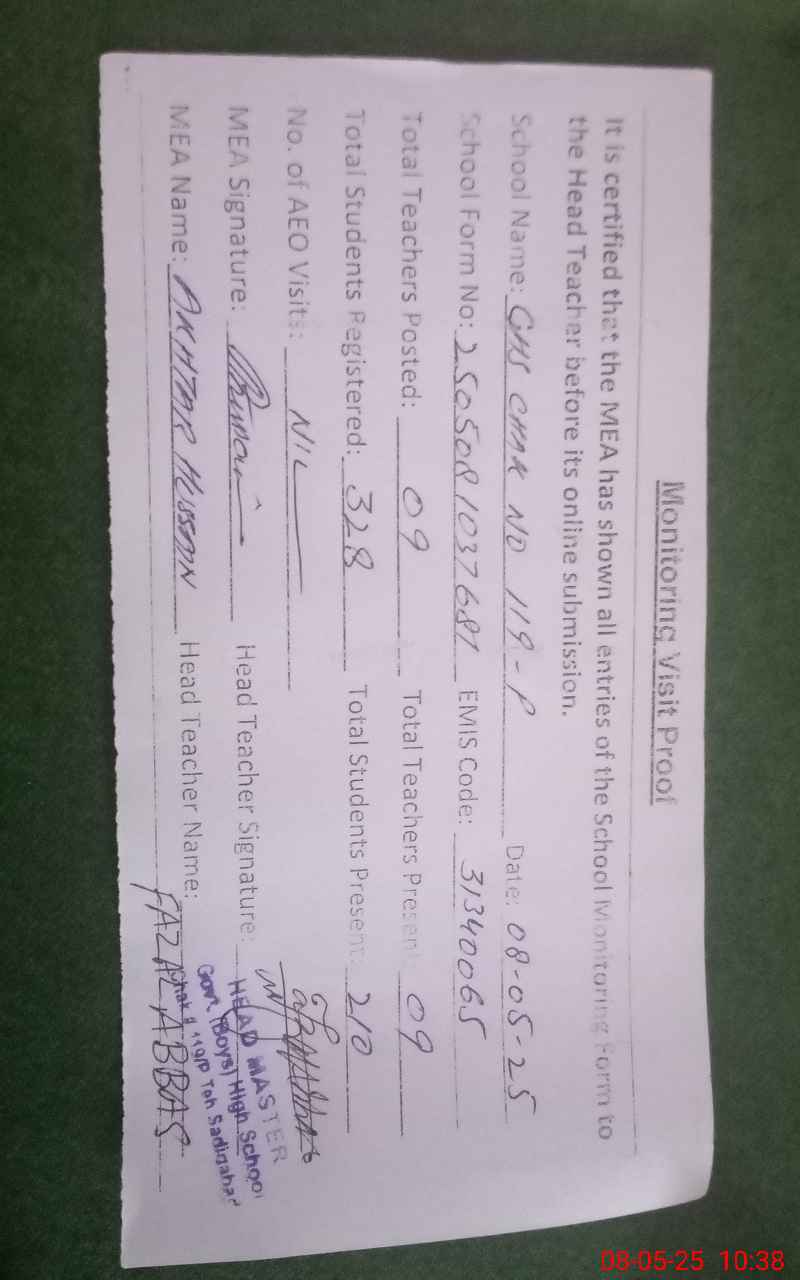 Monitoring Visit Proof
It is certified that the MEA has shown all entries of the School Monitoring Form to
the Head Teacher before its online submission.
School Name: GHS CHAK NO 119-P Date: 08-05-25
School Form No: 2505081037681 EMIS Code: 31340065
Total Teachers Posted: 09 Total Teachers Present 09
Total Students Registered: 328 Total Students Present: 210
No. of AEO Visits: NIL
MEA Signature: Head Teacher Signature:
HEAD MASTER
Govt. (Boys) High School
Chak # 119/P Teh Sadiqabad
MEA Name: AKHTAR HUSSAIN Head Teacher Name: FAZAL ABBAS
08-05-25 10:38